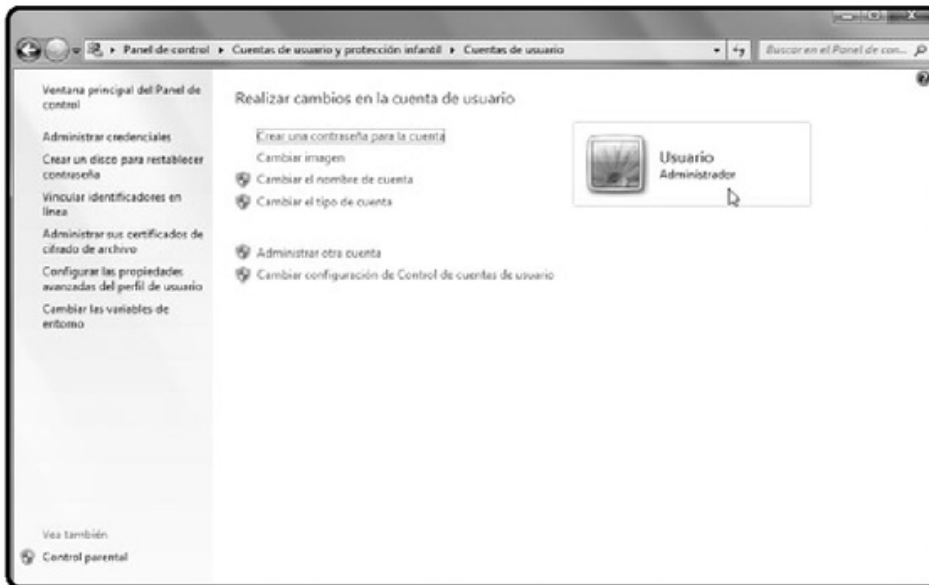 Panel de control ▸ Cuentas de usuario y protección infantil ▸ Cuentas de usuario
Buscar en el Panel de con...
Ventana principal del Panel de
control
Administrar credenciales
Crear un disco para restablecer
contraseña
Vincular identificadores en
línea
Administrar sus certificados de
cifrado de archivo
Configurar las propiedades
avanzadas del perfil de usuario
Cambiar las variables de
entorno
Vea también
Control parental
Realizar cambios en la cuenta de usuario
Crear una contraseña para la cuenta
Cambiar imagen
Cambiar el nombre de cuenta
Cambiar el tipo de cuenta
Administrar otra cuenta
Cambiar configuración de Control de cuentas de usuario
Usuario
Administrador